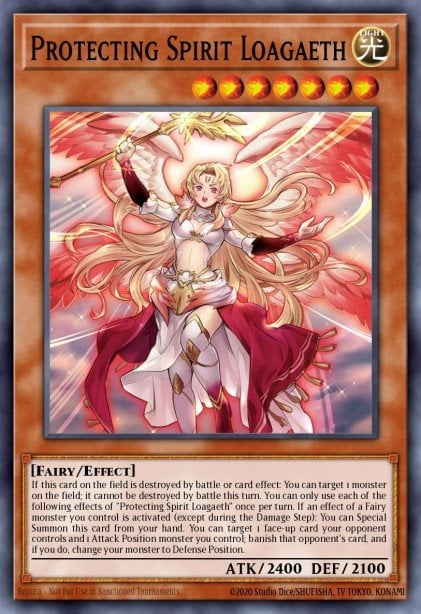 PROTECTING SPIRIT LOAGAETH
LIGHT
光
[FAIRY/EFFECT]
If this card on the field is destroyed by battle or card effect: You can target 1 monster
on the field; it cannot be destroyed by battle this turn. You can only use each of the
following effects of "Protecting Spirit Loagaeth" once per turn. If an effect of a Fairy
monster you control is activated (except during the Damage Step): You can Special
Summon this card from your hand. You can target 1 face-up card your opponent
controls and 1 Attack Position monster you control; banish that opponent's card, and
if you do, change your monster to Defense Position.
ATK/2400 DEF/2100
Replica - Not For Use in Sanctioned Tournaments
©2020 Studio Dice/SHUEISHA, TV TOKYO, KONAMI